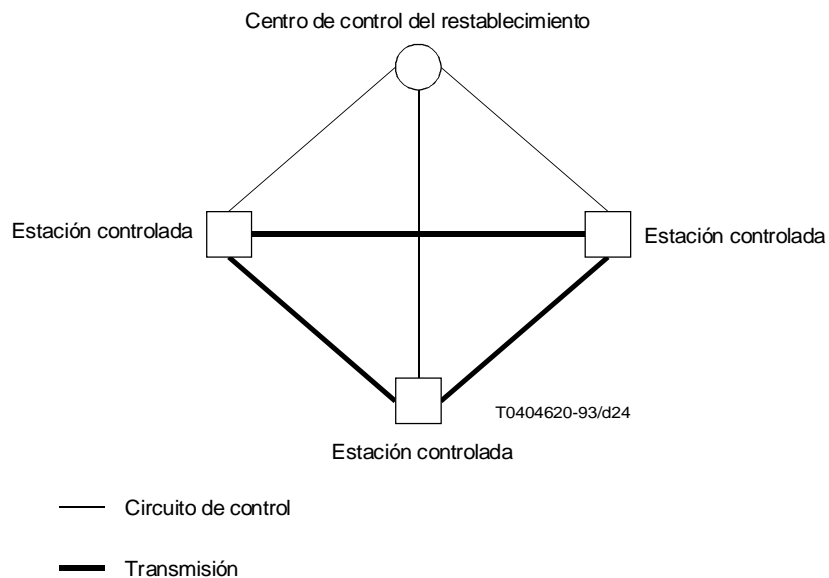 Centro de control del restablecimiento
Estación controlada
Estación controlada
T0404620-93/d24
Estación controlada
Circuito de control
Transmisión